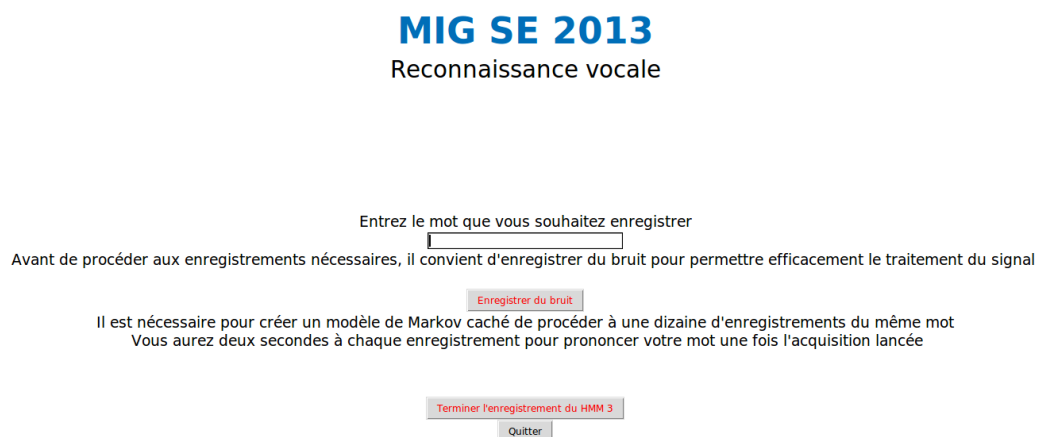 MIG SE 2013
Reconnaissance vocale
Entrez le mot que vous souhaitez enregistrer
Avant de procéder aux enregistrements nécessaires, il convient d'enregistrer du bruit pour permettre efficacement le traitement du signal
Enregistrer du bruit
Il est nécessaire pour créer un modèle de Markov caché de procéder à une dizaine d'enregistrements du même mot
Vous aurez deux secondes à chaque enregistrement pour prononcer votre mot une fois l'acquisition lancée
Terminer l'enregistrement du HMM 3
Quitter